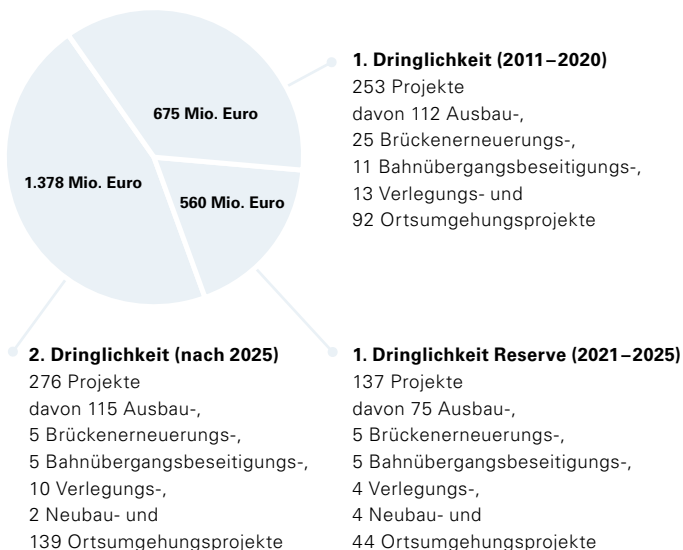 675 Mio. Euro
1.378 Mio. Euro
560 Mio. Euro
1. Dringlichkeit (2011–2020)
253 Projekte
davon 112 Ausbau-,
25 Brückenerneuerungs-,
11 Bahnübergangsbeseitigungs-,
13 Verlegungs- und
92 Ortsumgehungsprojekte
2. Dringlichkeit (nach 2025)
276 Projekte
davon 115 Ausbau-,
5 Brückenerneuerungs-,
5 Bahnübergangsbeseitigungs-,
10 Verlegungs-,
2 Neubau- und
139 Ortsumgehungsprojekte
1. Dringlichkeit Reserve (2021–2025)
137 Projekte
davon 75 Ausbau-,
5 Brückenerneuerungs-,
5 Bahnübergangsbeseitigungs-,
4 Verlegungs-,
4 Neubau- und
44 Ortsumgehungsprojekte